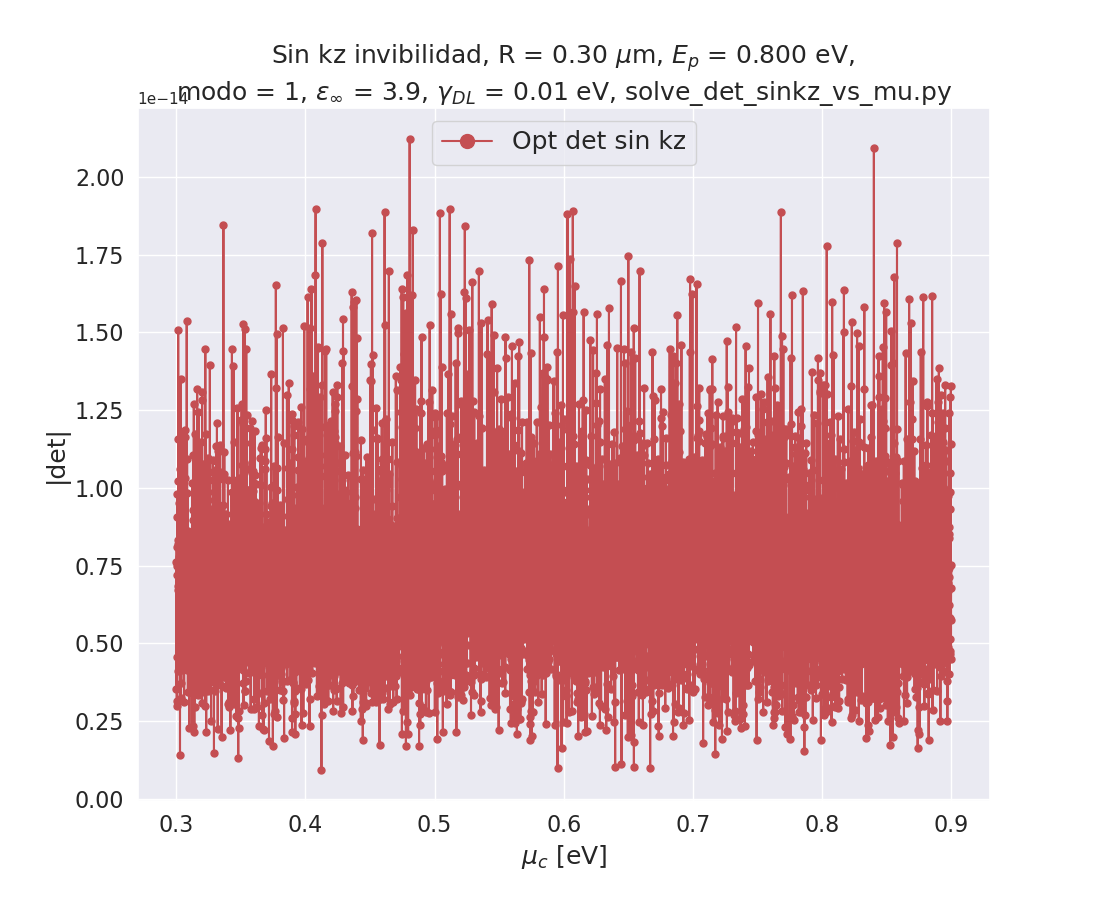 Sin kz invibilidad, R = 0.30 μm, E_p = 0.800 eV,
modo = 1, ε_∞ = 3.9, γ_DL = 0.01 eV, solve_det_sinkz_vs_mu.py
1e−14
Opt det sin kz
2.00
1.75
1.50
1.25
1.00
0.75
0.50
0.25
0.00
|det|
0.3 0.4 0.5 0.6 0.7 0.8 0.9
μ_c [eV]